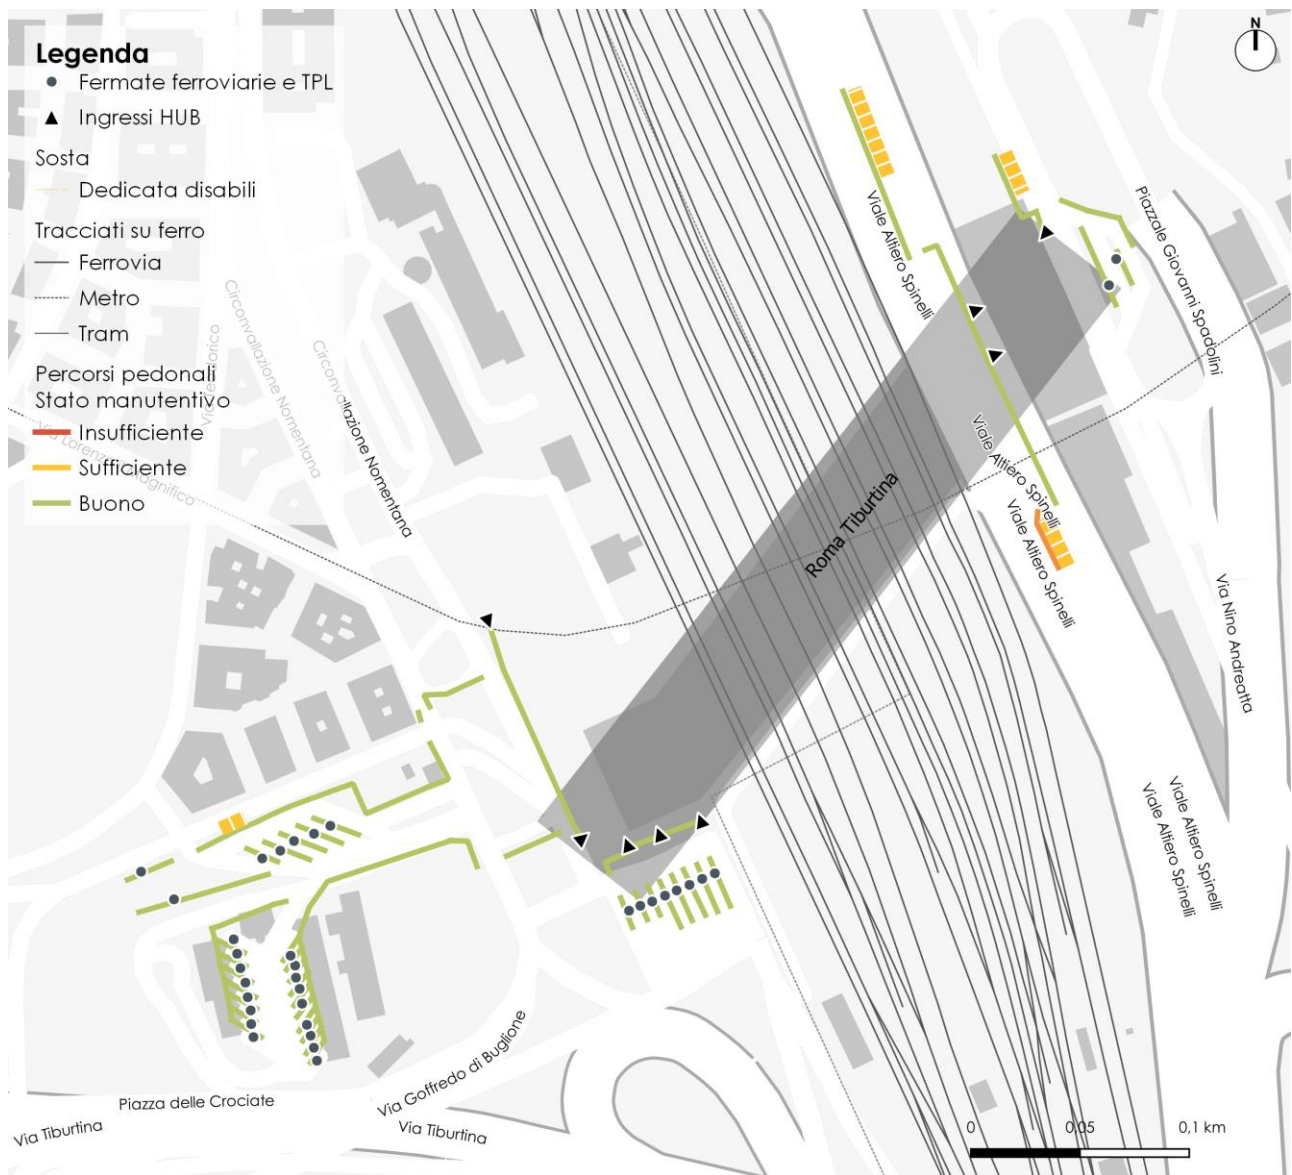 Legenda
Fermate ferroviarie e TPL
Ingressi HUB
Sosta
Dedicata disabili
Tracciati su ferro
Ferrovia
Metro
Tram
Percorsi pedonali
Stato manutentivo
Insufficiente
Sufficiente
Buono
N
Circonvallazione Nomentana
Circonvallazione Nomentana
Viale Altiero Spinelli
Piazzale Giovanni Spadolini
Viale Altiero Spinelli
Viale Altiero Spinelli
Roma Tiburtina
Via Nino Andreatta
Viale Altiero Spinelli
Viale Altiero Spinelli
Piazza delle Crociate
Via Goffredo di Buglione
Via Tiburtina
Via Tiburtina
0
0,05
0,1 km